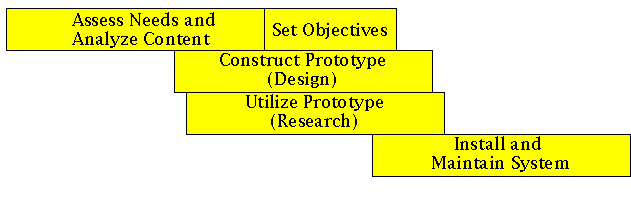 Assess Needs and
Analyze Content
Set Objectives
Construct Prototype
(Design)
Utilize Prototype
(Research)
Install and
Maintain System